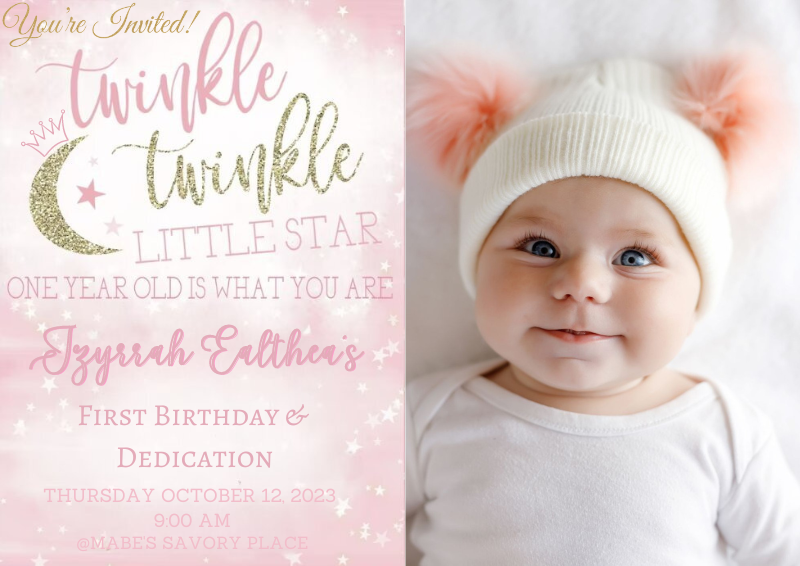 You're Invited!
twinkle
twinkle
LITTLE STAR
ONE YEAR OLD IS WHAT YOU ARE
Izyrrah Ealthea's
First Birthday &
Dedication
THURSDAY OCTOBER 12, 2023
9:00 AM
@MABE'S SAVORY PLACE